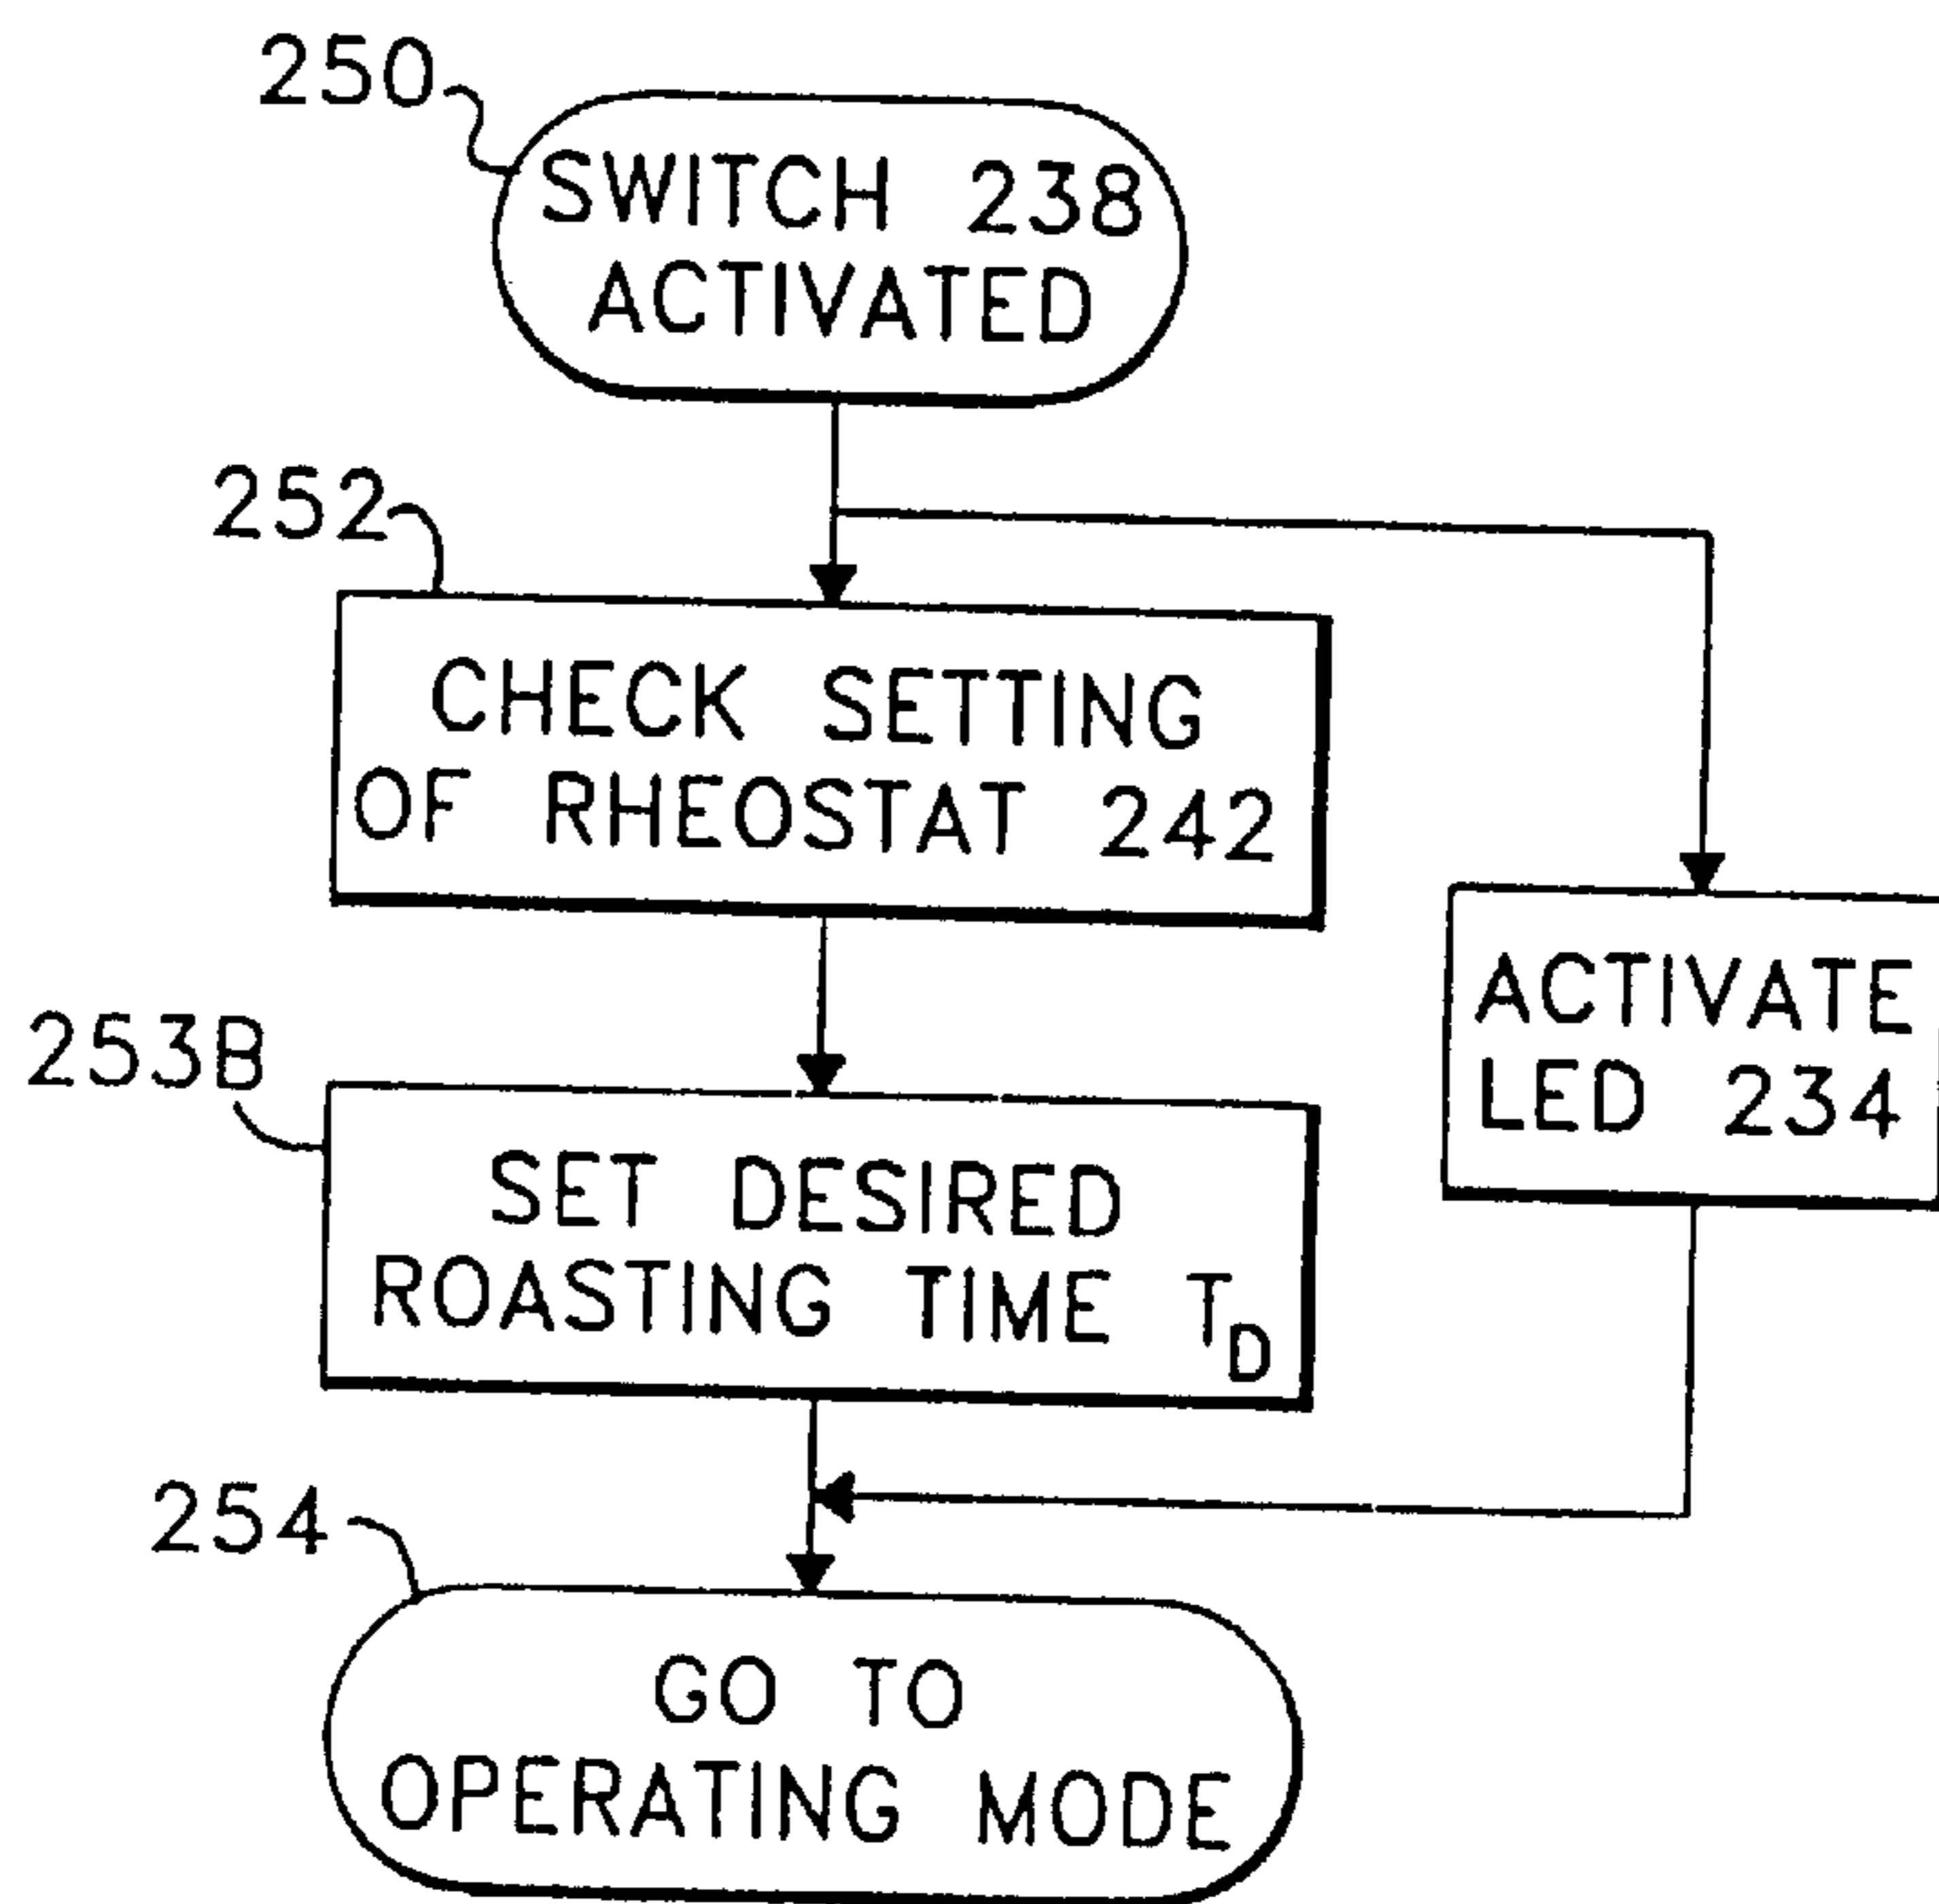 250
SWITCH 238
ACTIVATED
252
CHECK SETTING
OF RHEOSTAT 242
ACTIVATE
LED 234
253B
SET DESIRED
ROASTING TIME T_D
254
GO TO
OPERATING MODE